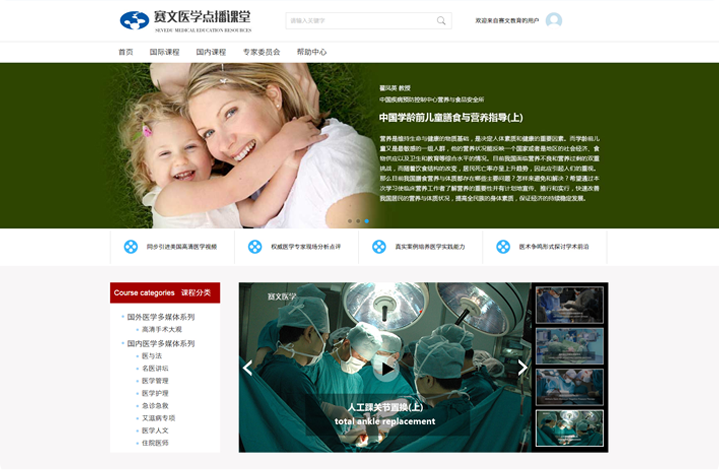 赛文医学点播课堂
SEVEDU MEDICAL EDUCATION RESOURCES
请输入关键字
欢迎来自赛文教育的用户
首页 国际课程 国内课程 专家委员会 帮助中心
翟凤英 教授
中国疾病预防控制中心营养与食品安全所
中国学龄前儿童膳食与营养指导(上)
营养是维持生命与健康的物质基础，是决定人体素质和健康的重要因素。而学龄前儿
童又是最敏感的一组人群，他的营养状况能反映一个国家或者是地区的社会经济、食
物供应以及卫生和教育等综合水平的情况。目前我国面临营养不良和营养过剩的双重
挑战，而随着饮食结构的改变，居民死亡率存呈上升趋势，因此应引起人们的重视。
那么目前我国膳食营养与体质都存在哪些主要问题？怎样来避免和解决？希望通过本
次学习使临床营养工作者了解营养的重要性并有计划地宣传、推行和实行，快速改善
我国居民的营养与体质状况，提高全民族的身体素质，保证经济的持续稳定发展。
同步引进美国高清医学视频
权威医学专家现场分析点评
真实案例培养医学实践能力
医术争鸣形式探讨学术前沿
Course categories 课程分类
国外医学多媒体系列
高清手术大观
国内医学多媒体系列
医与法
名医讲坛
医学管理
医学护理
急诊急救
艾滋病专项
医学人文
住院医师
赛文医学
人工踝关节置换(上)
total ankle replacement